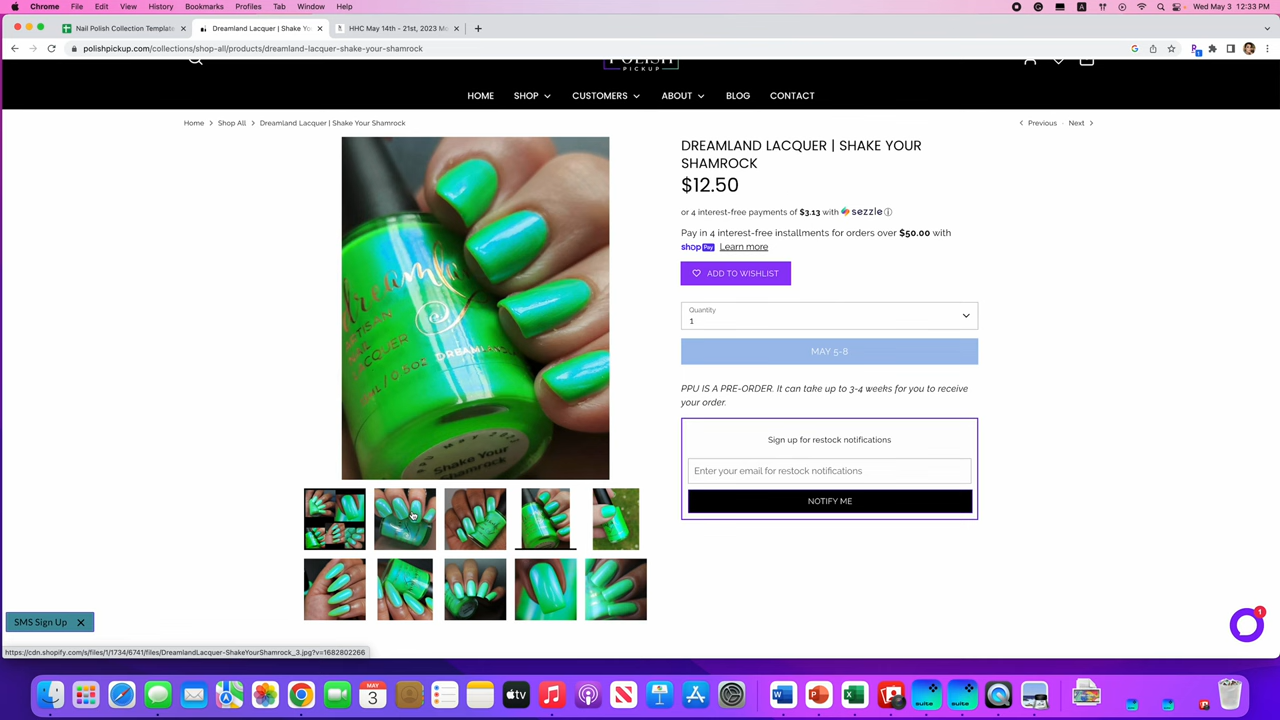 Chrome File Edit View History Bookmarks Profiles Tab Window Help Wed May 3 12:33 PM
Nail Polish Collection Template Dreamland Lacquer | Shake Yo HHC May 14th - 21st, 2023 M
polishpickup.com/collections/shop-all/products/dreamland-lacquer-shake-your-shamrock
PICKUP
HOME SHOP CUSTOMERS ABOUT BLOG CONTACT
Home Shop All Dreamland Lacquer | Shake Your Shamrock Previous Next
DREAMLAND LACQUER | SHAKE YOUR
SHAMROCK
$12.50
or 4 interest-free payments of $3.13 with sezzle
Pay in 4 interest-free installments for orders over $50.00 with
shop Pay Learn more
ADD TO WISHLIST
Quantity
1
MAY 5-8
PPU IS A PRE-ORDER. It can take up to 3-4 weeks for you to receive
your order.
Sign up for restock notifications
Enter your email for restock notifications
NOTIFY ME
LACQUER
Shake Your
Shamrock
SMS Sign Up
1
https://cdn.shopify.com/s/files/1/1734/6741/files/DreamlandLacquer-ShakeYourShamrock_3.jpg?v=1682802266
MAY
3
tv